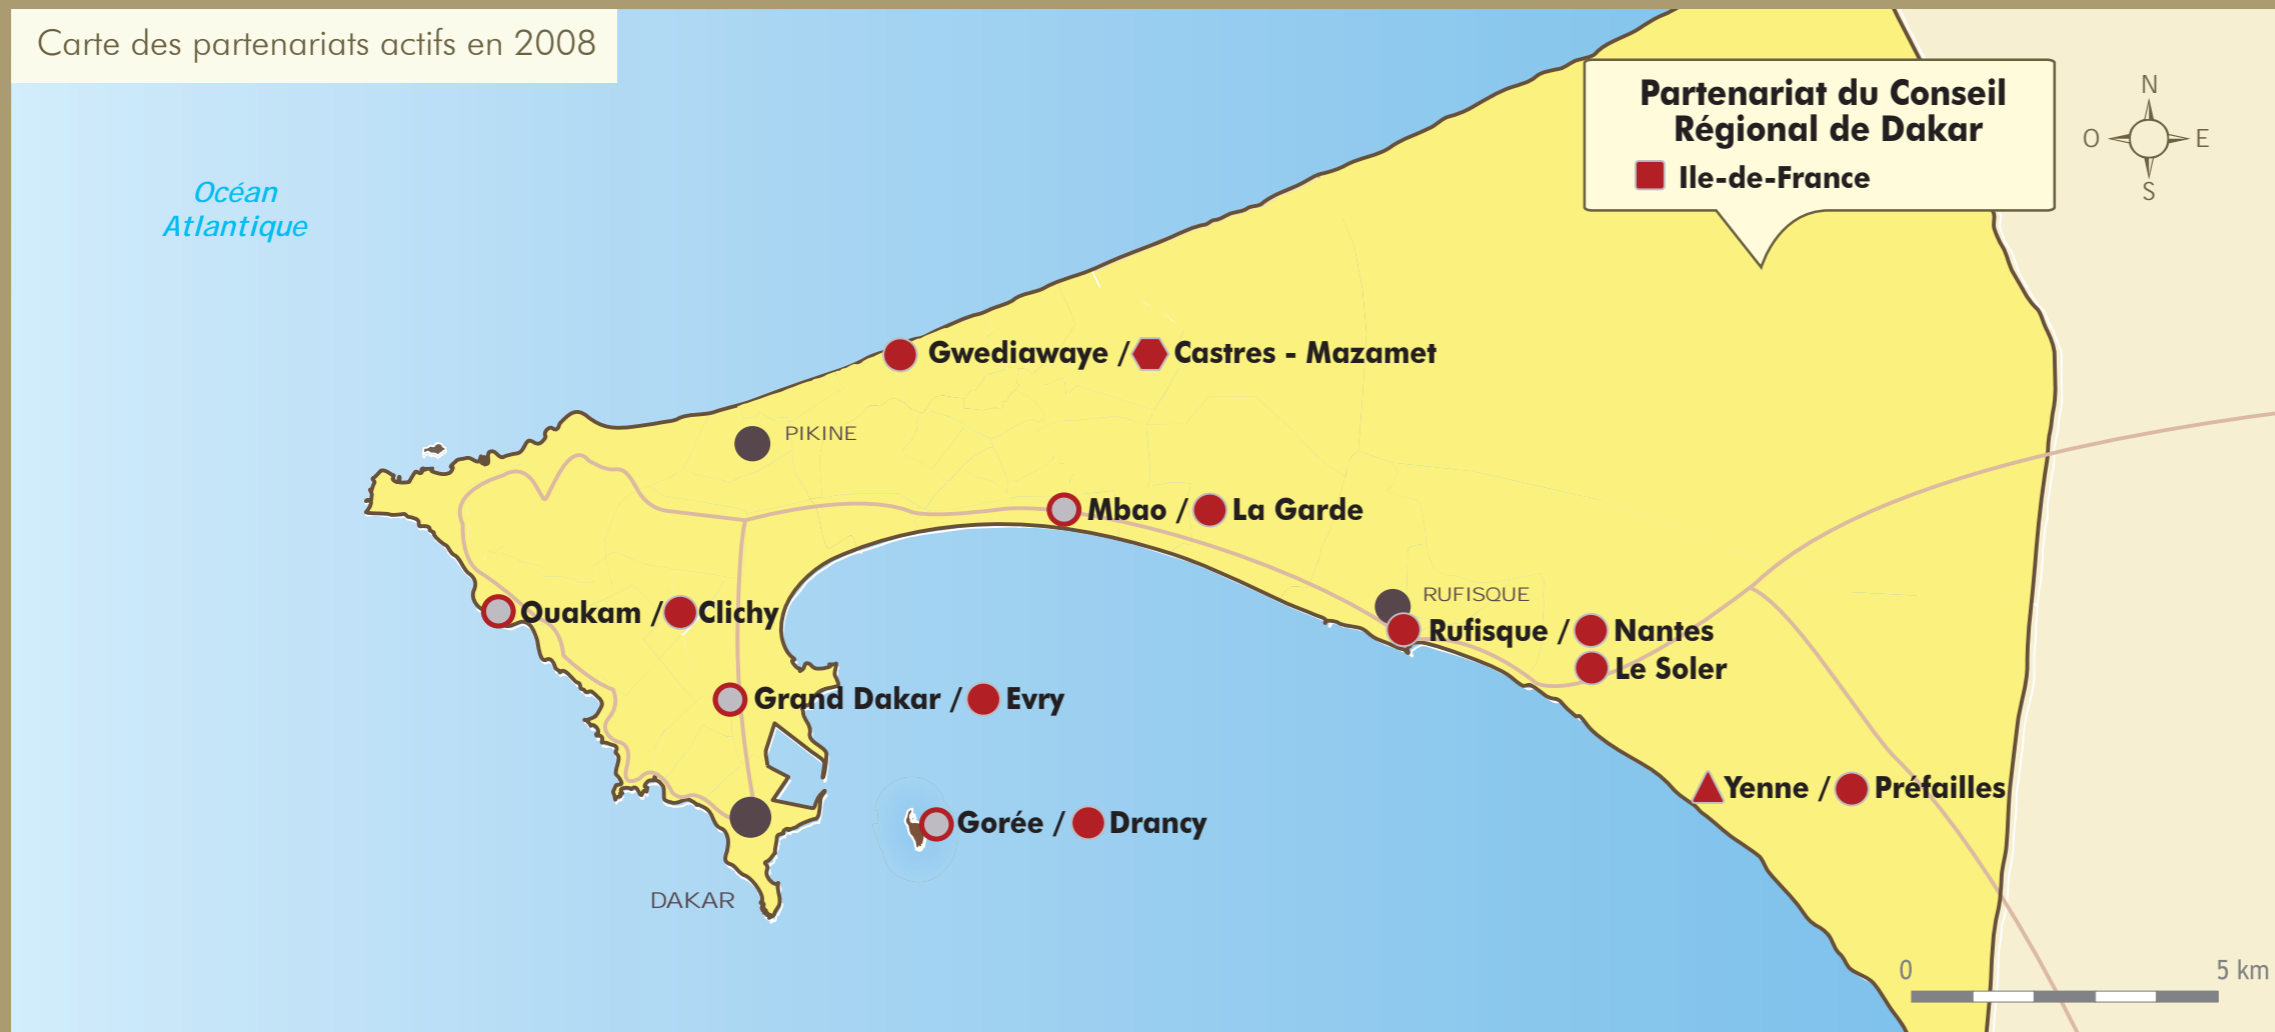 Carte des partenariats actifs en 2008
Océan
Atlantique
Partenariat du Conseil
Régional de Dakar
Ile-de-France
N
O
E
S
Gwediawaye / Castres - Mazamet
PIKINE
Mbao / La Garde
Ouakam / Clichy
RUFISQUE
Rufisque / Nantes
Le Soler
Grand Dakar / Evry
Yenne / Préfailles
Gorée / Drancy
DAKAR
0 5 km